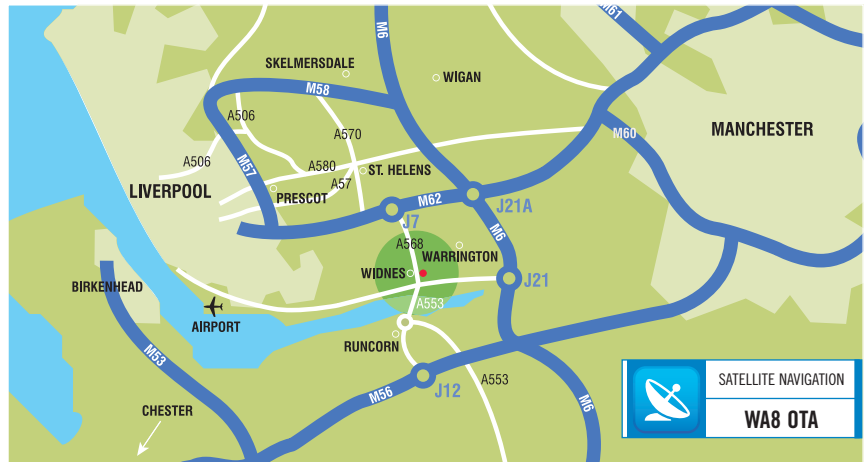 M6
M61
SKELMERSDALE
WIGAN
M58
A506
A570
M60
MANCHESTER
A506
M57
A580
ST. HELENS
A57
LIVERPOOL
PRESCOT
M62
J21A
J7
M6
A568
WARRINGTON
WIDNES
J21
BIRKENHEAD
A553
AIRPORT
RUNCORN
M53
A553
J12
M56
M6
CHESTER
SATELLITE NAVIGATION
WA8 0TA